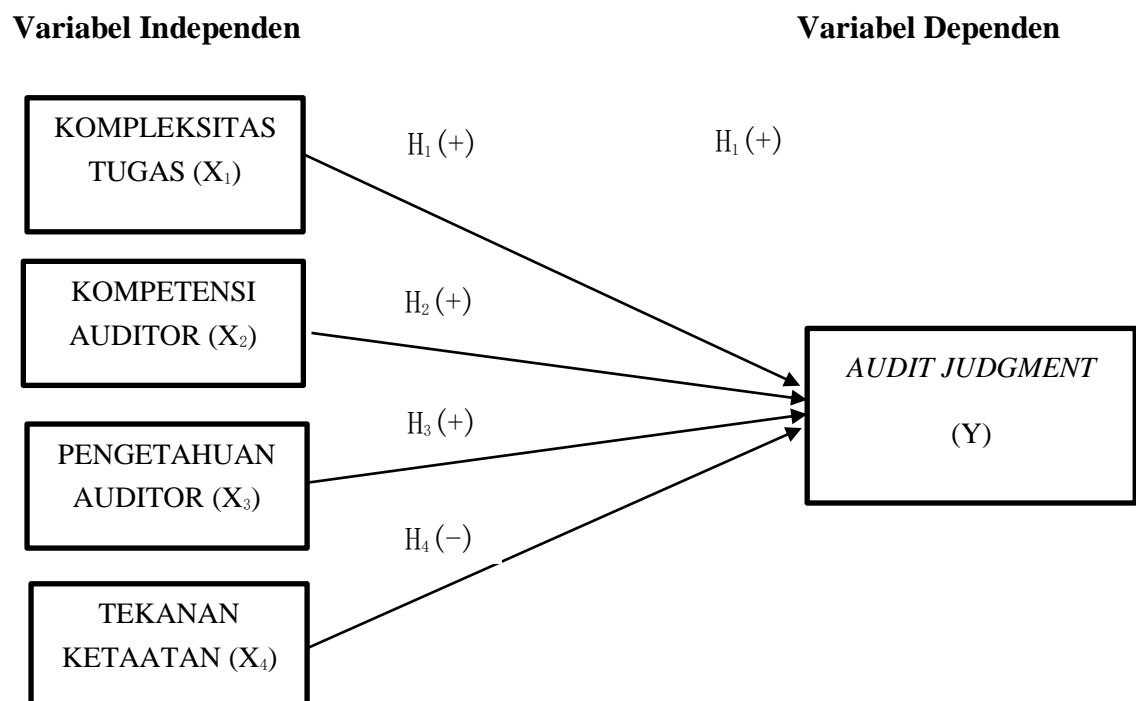 Variabel Independen
Variabel Dependen
KOMPLEKSITAS
TUGAS (X₁)
H₁(+)
H₁(+)
KOMPETENSI
AUDITOR (X₂)
H₂(+)
AUDIT JUDGMENT
(Y)
PENGETAHUAN
AUDITOR (X₃)
H₃(+)
H₄(−)
TEKANAN
KETAATAN (X₄)